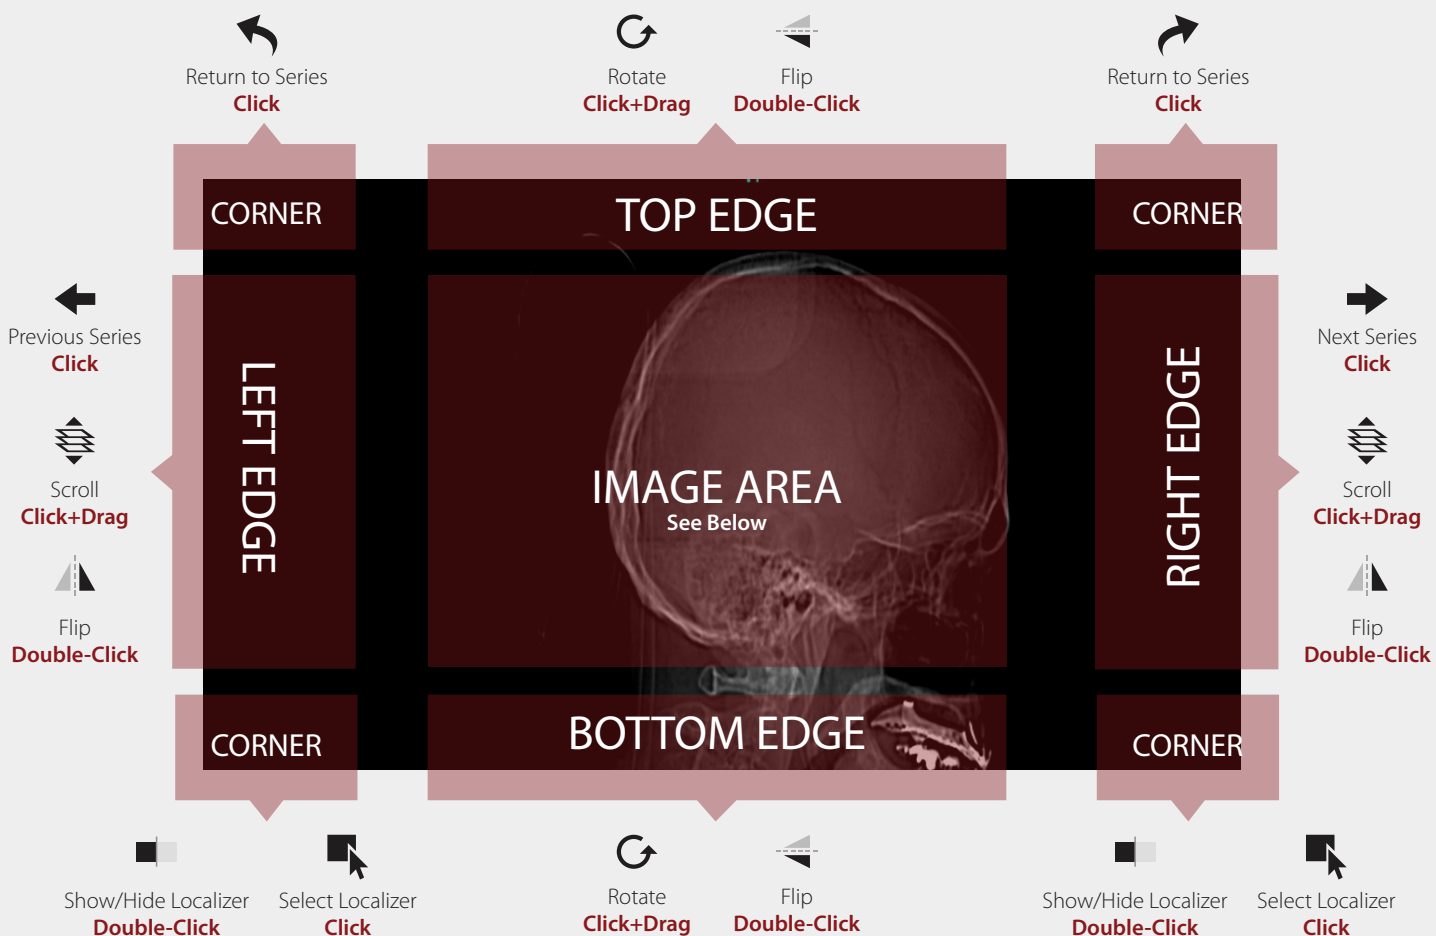 Return to Series
Click
Rotate
Click+Drag
Flip
Double-Click
Return to Series
Click
CORNER
TOP EDGE
CORNER
Previous Series
Click
Scroll
Click+Drag
Flip
Double-Click
LEFT EDGE
IMAGE AREA
See Below
RIGHT EDGE
Next Series
Click
Scroll
Click+Drag
Flip
Double-Click
CORNER
BOTTOM EDGE
CORNER
Show/Hide Localizer
Double-Click
Select Localizer
Click
Rotate
Click+Drag
Flip
Double-Click
Show/Hide Localizer
Double-Click
Select Localizer
Click